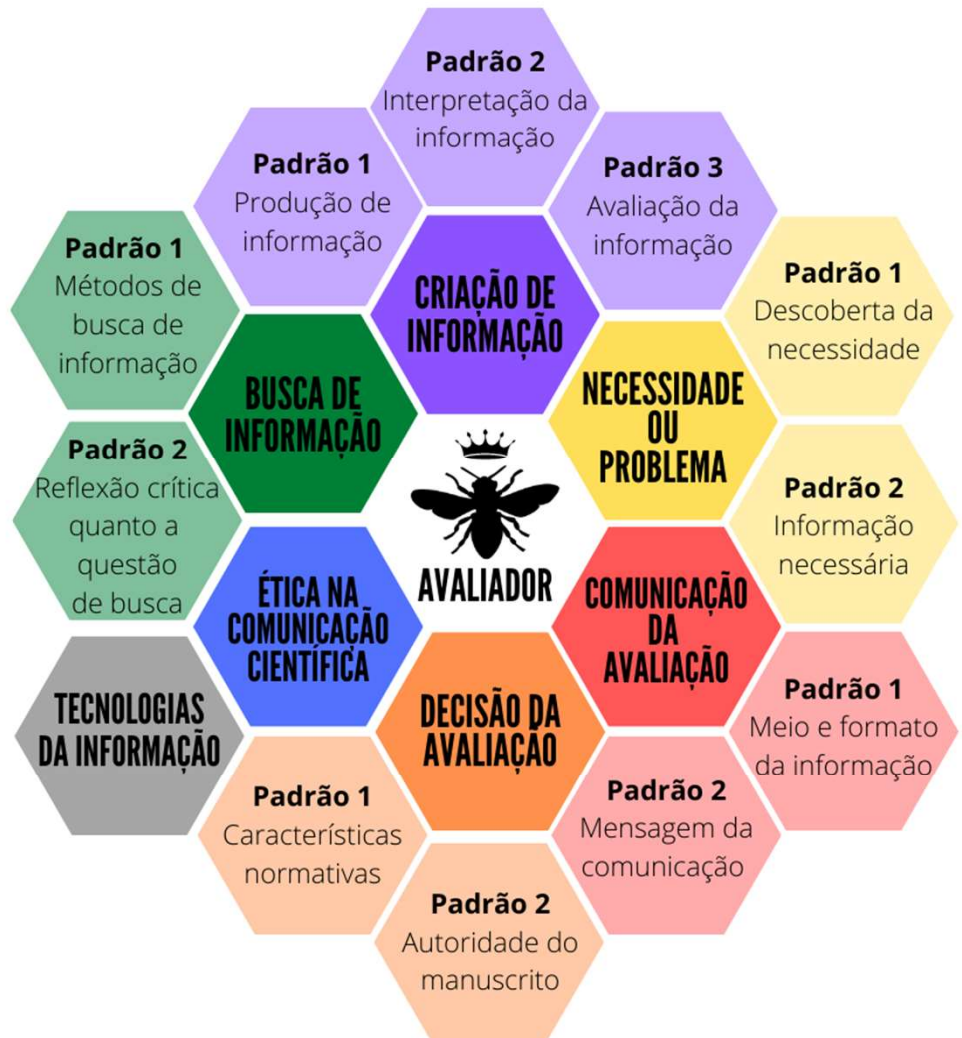 Padrão 2
Interpretação da
informação
Padrão 1
Produção de
informação
Padrão 3
Avaliação da
informação
Padrão 1
Métodos de
busca de
informação
CRIAÇÃO DE
INFORMAÇÃO
Padrão 1
Descoberta da
necessidade
BUSCA DE
INFORMAÇÃO
NECESSIDADE
OU
PROBLEMA
Padrão 2
Reflexão crítica
quanto a
questão
de busca
AVALIADOR
Padrão 2
Informação
necessária
ÉTICA NA
COMUNICAÇÃO
CIENTÍFICA
COMUNICAÇÃO
DA
AVALIAÇÃO
TECNOLOGIAS
DA INFORMAÇÃO
DECISÃO DA
AVALIAÇÃO
Padrão 1
Meio e formato
da informação
Padrão 1
Características
normativas
Padrão 2
Mensagem da
comunicação
Padrão 2
Autoridade do
manuscrito